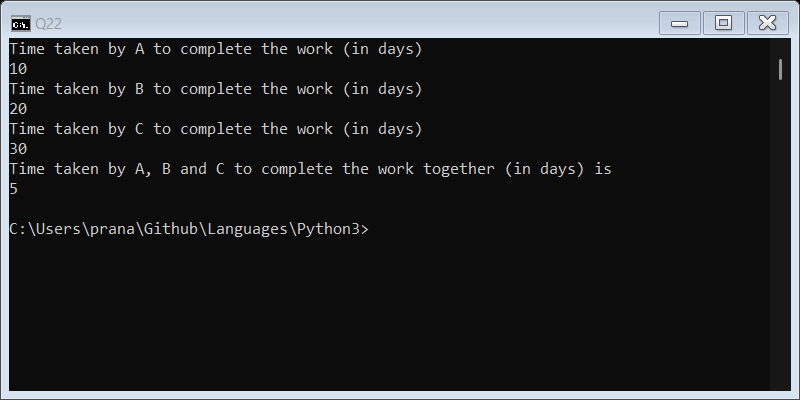 Q22
Time taken by A to complete the work (in days)
10
Time taken by B to complete the work (in days)
20
Time taken by C to complete the work (in days)
30
Time taken by A, B and C to complete the work together (in days) is
5
C:\Users\prana\Github\Languages\Python3>